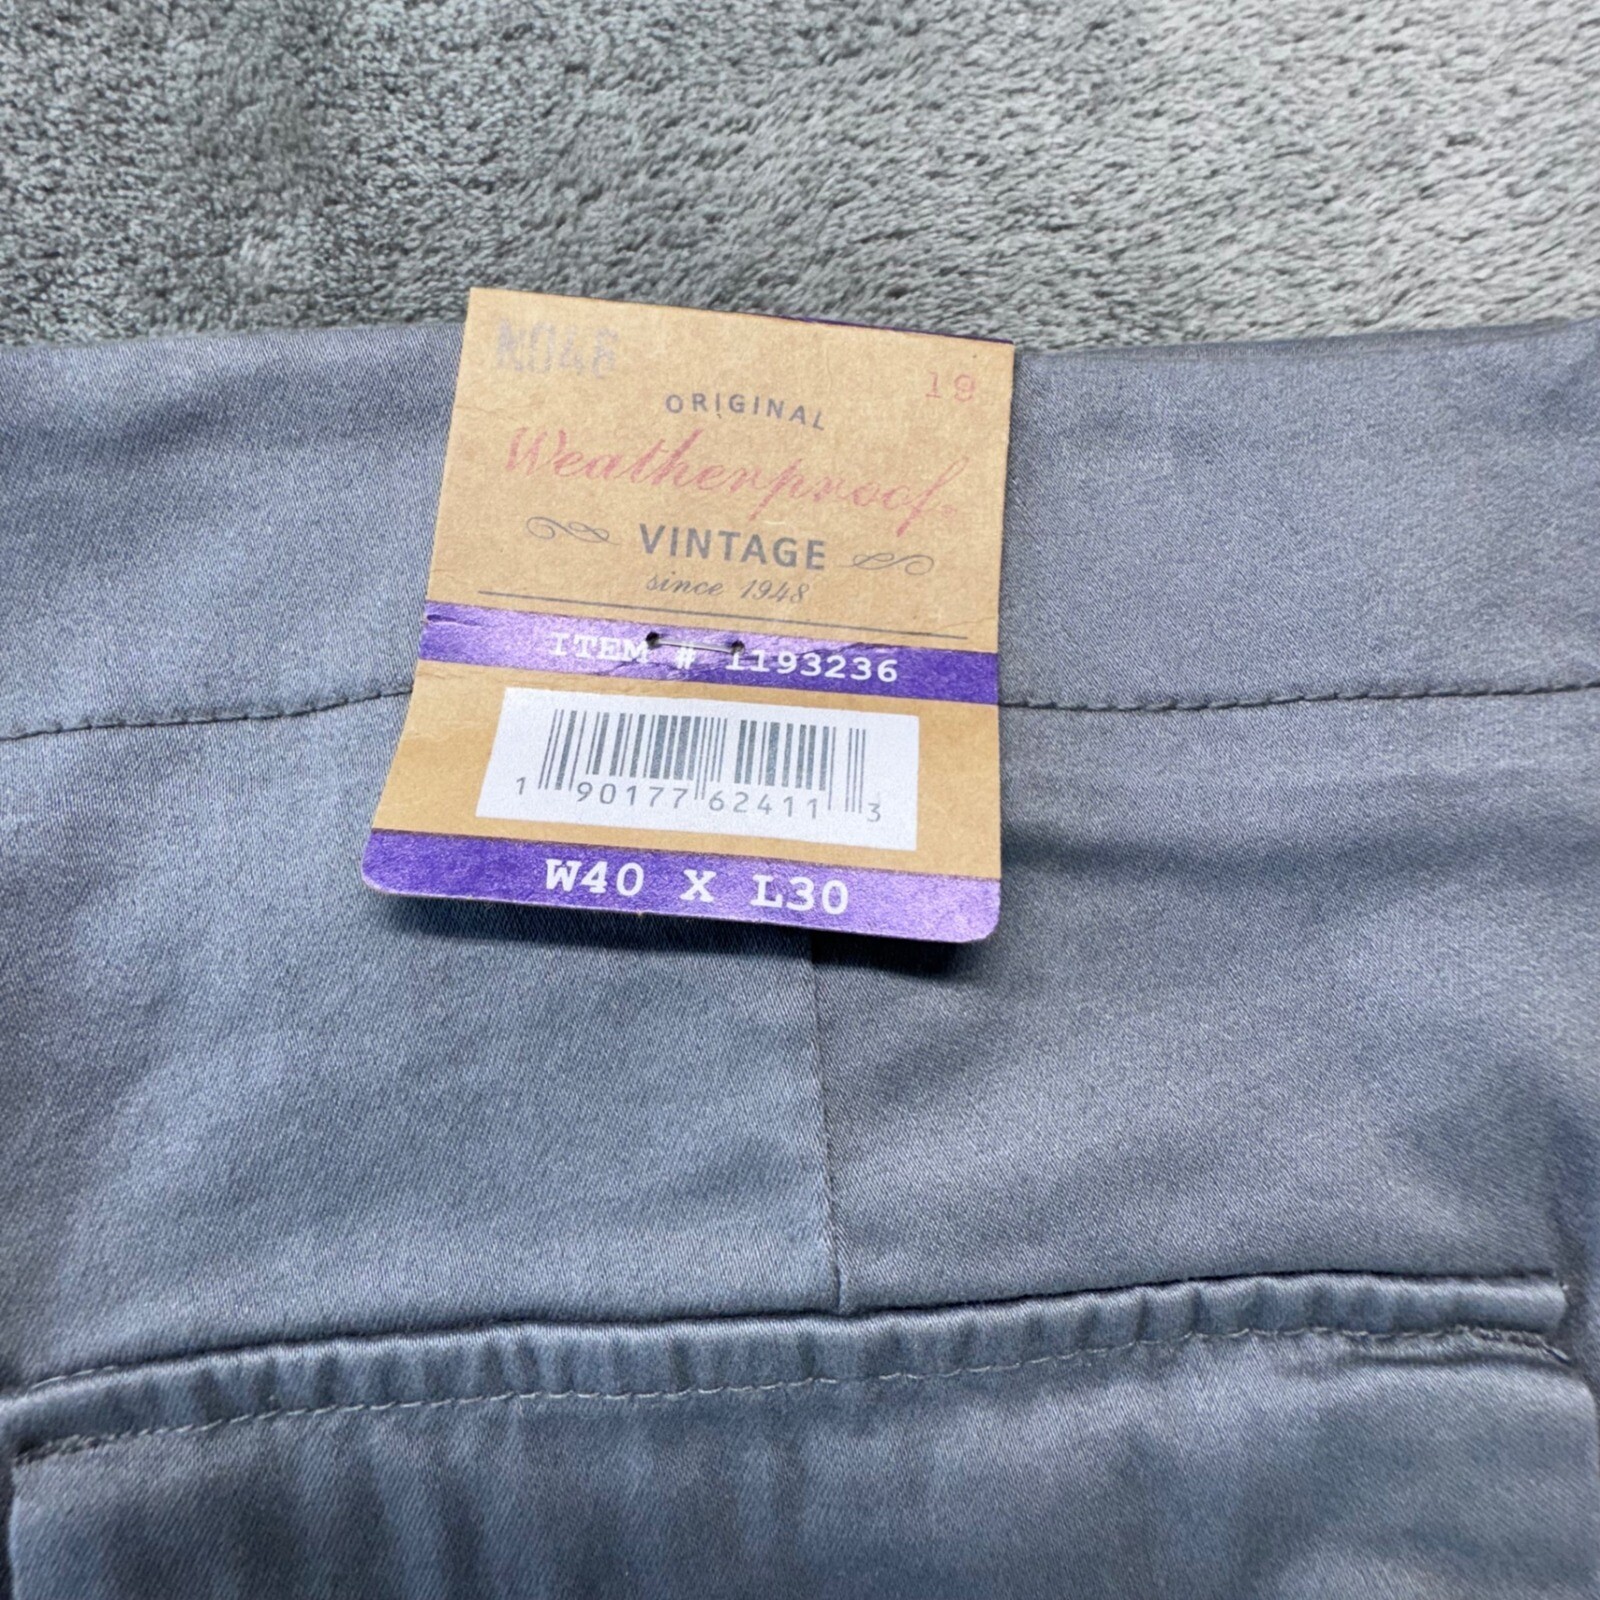 19
ORIGINAL
Weatherproof
VINTAGE
since 1948
ITEM # 1193236
1 90177 62411 3
W40 X L30